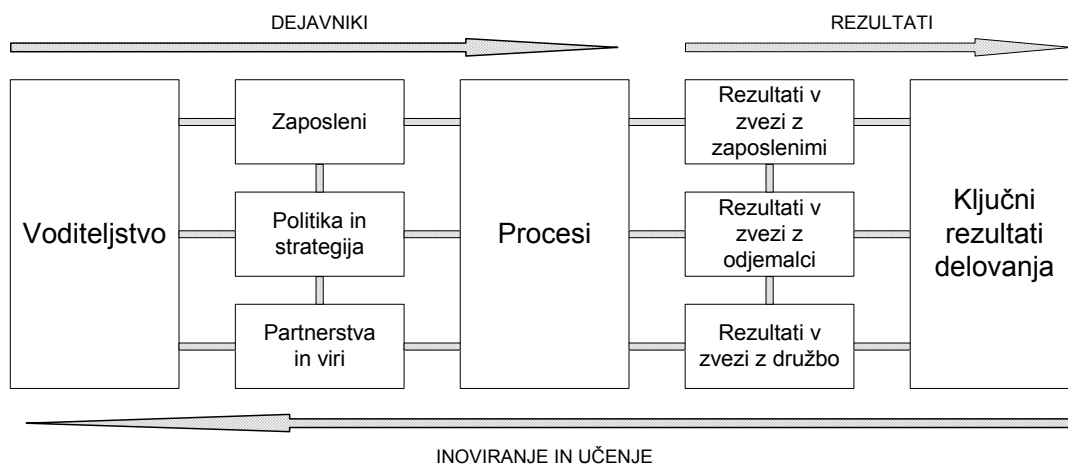 DEJAVNIKI
REZULTATI
Voditeljstvo
Zaposleni
Politika in
strategija
Partnerstva
in viri
Procesi
Rezultati v
zvezi z
zaposlenimi
Rezultati v
zvezi z
odjemalci
Rezultati v
zvezi z družbo
Ključni
rezultati
delovanja
INOVIRANJE IN UČENJE